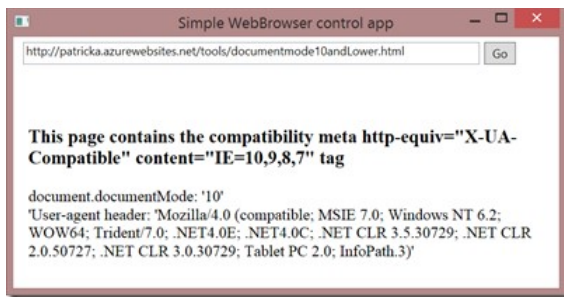 Simple WebBrowser control app
http://patricka.azurewebsites.net/tools/documentmode10andLower.html
Go
This page contains the compatibility meta http-equiv="X-UA-
Compatible" content="IE=10,9,8,7" tag
document.documentMode: '10'
'User-agent header: 'Mozilla/4.0 (compatible; MSIE 7.0; Windows NT 6.2;
WOW64; Trident/7.0; .NET4.0E; .NET4.0C; .NET CLR 3.5.30729; .NET CLR
2.0.50727; .NET CLR 3.0.30729; Tablet PC 2.0; InfoPath.3)'